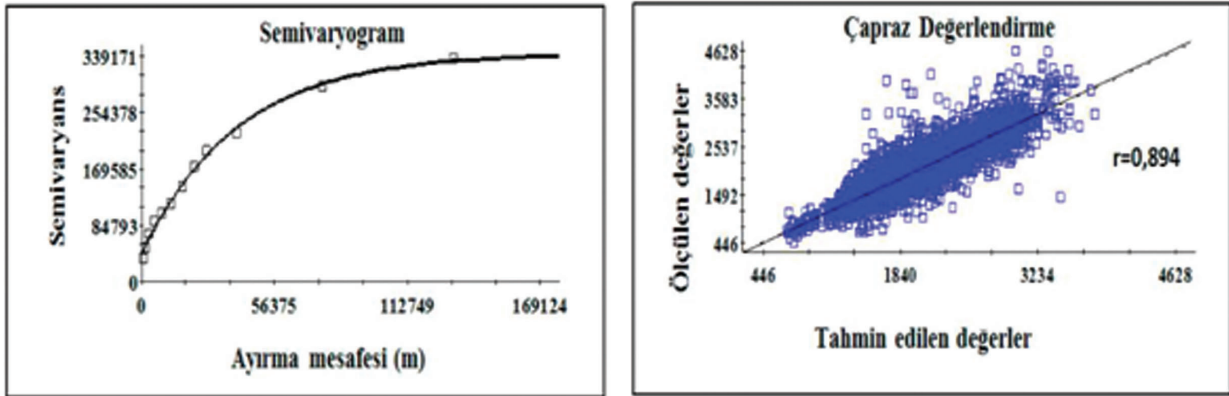 Semivaryogram
Semivaryans
339171
254378
169585
84793
0
0 56375 112749 169124
Ayırma mesafesi (m)
Çapraz Değerlendirme
Ölçülen değerler
4628
3583
2537
1492
446
r=0,894
446 1840 3234 4628
Tahmin edilen değerler